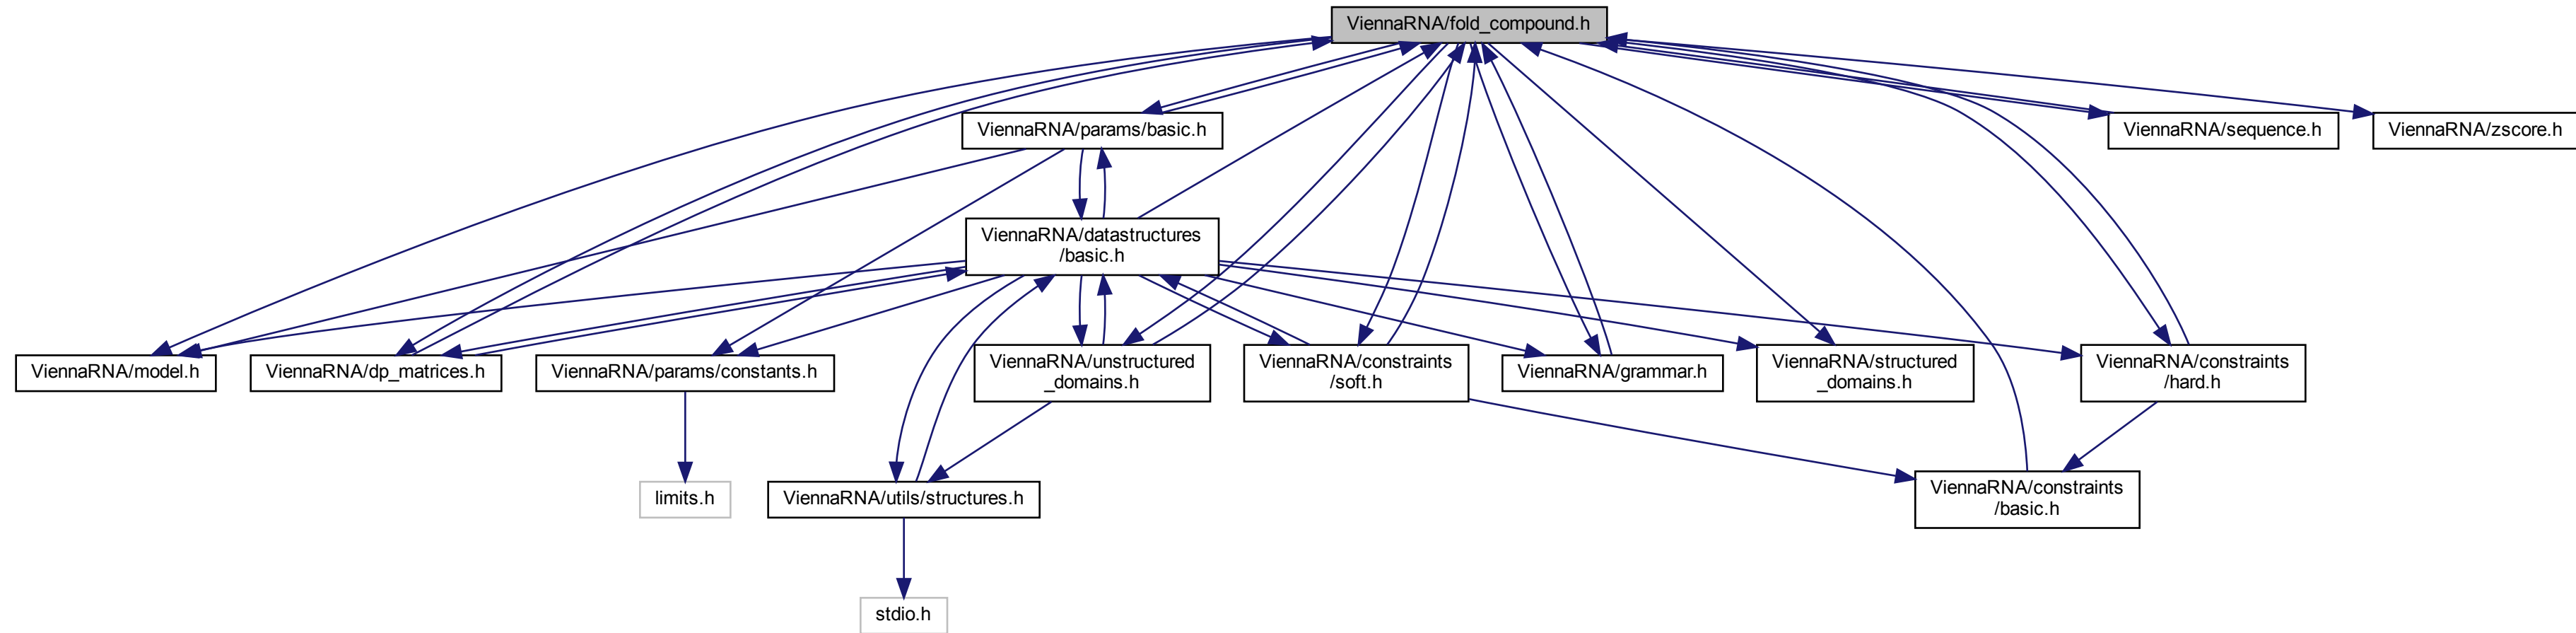 ViennaRNA/fold_compound.h
ViennaRNA/params/basic.h
ViennaRNA/sequence.h
ViennaRNA/zscore.h
ViennaRNA/datastructures
/basic.h
ViennaRNA/model.h
ViennaRNA/dp_matrices.h
ViennaRNA/params/constants.h
ViennaRNA/unstructured
_domains.h
ViennaRNA/constraints
/soft.h
ViennaRNA/grammar.h
ViennaRNA/structured
_domains.h
ViennaRNA/constraints
/hard.h
limits.h
ViennaRNA/utils/structures.h
ViennaRNA/constraints
/basic.h
stdio.h